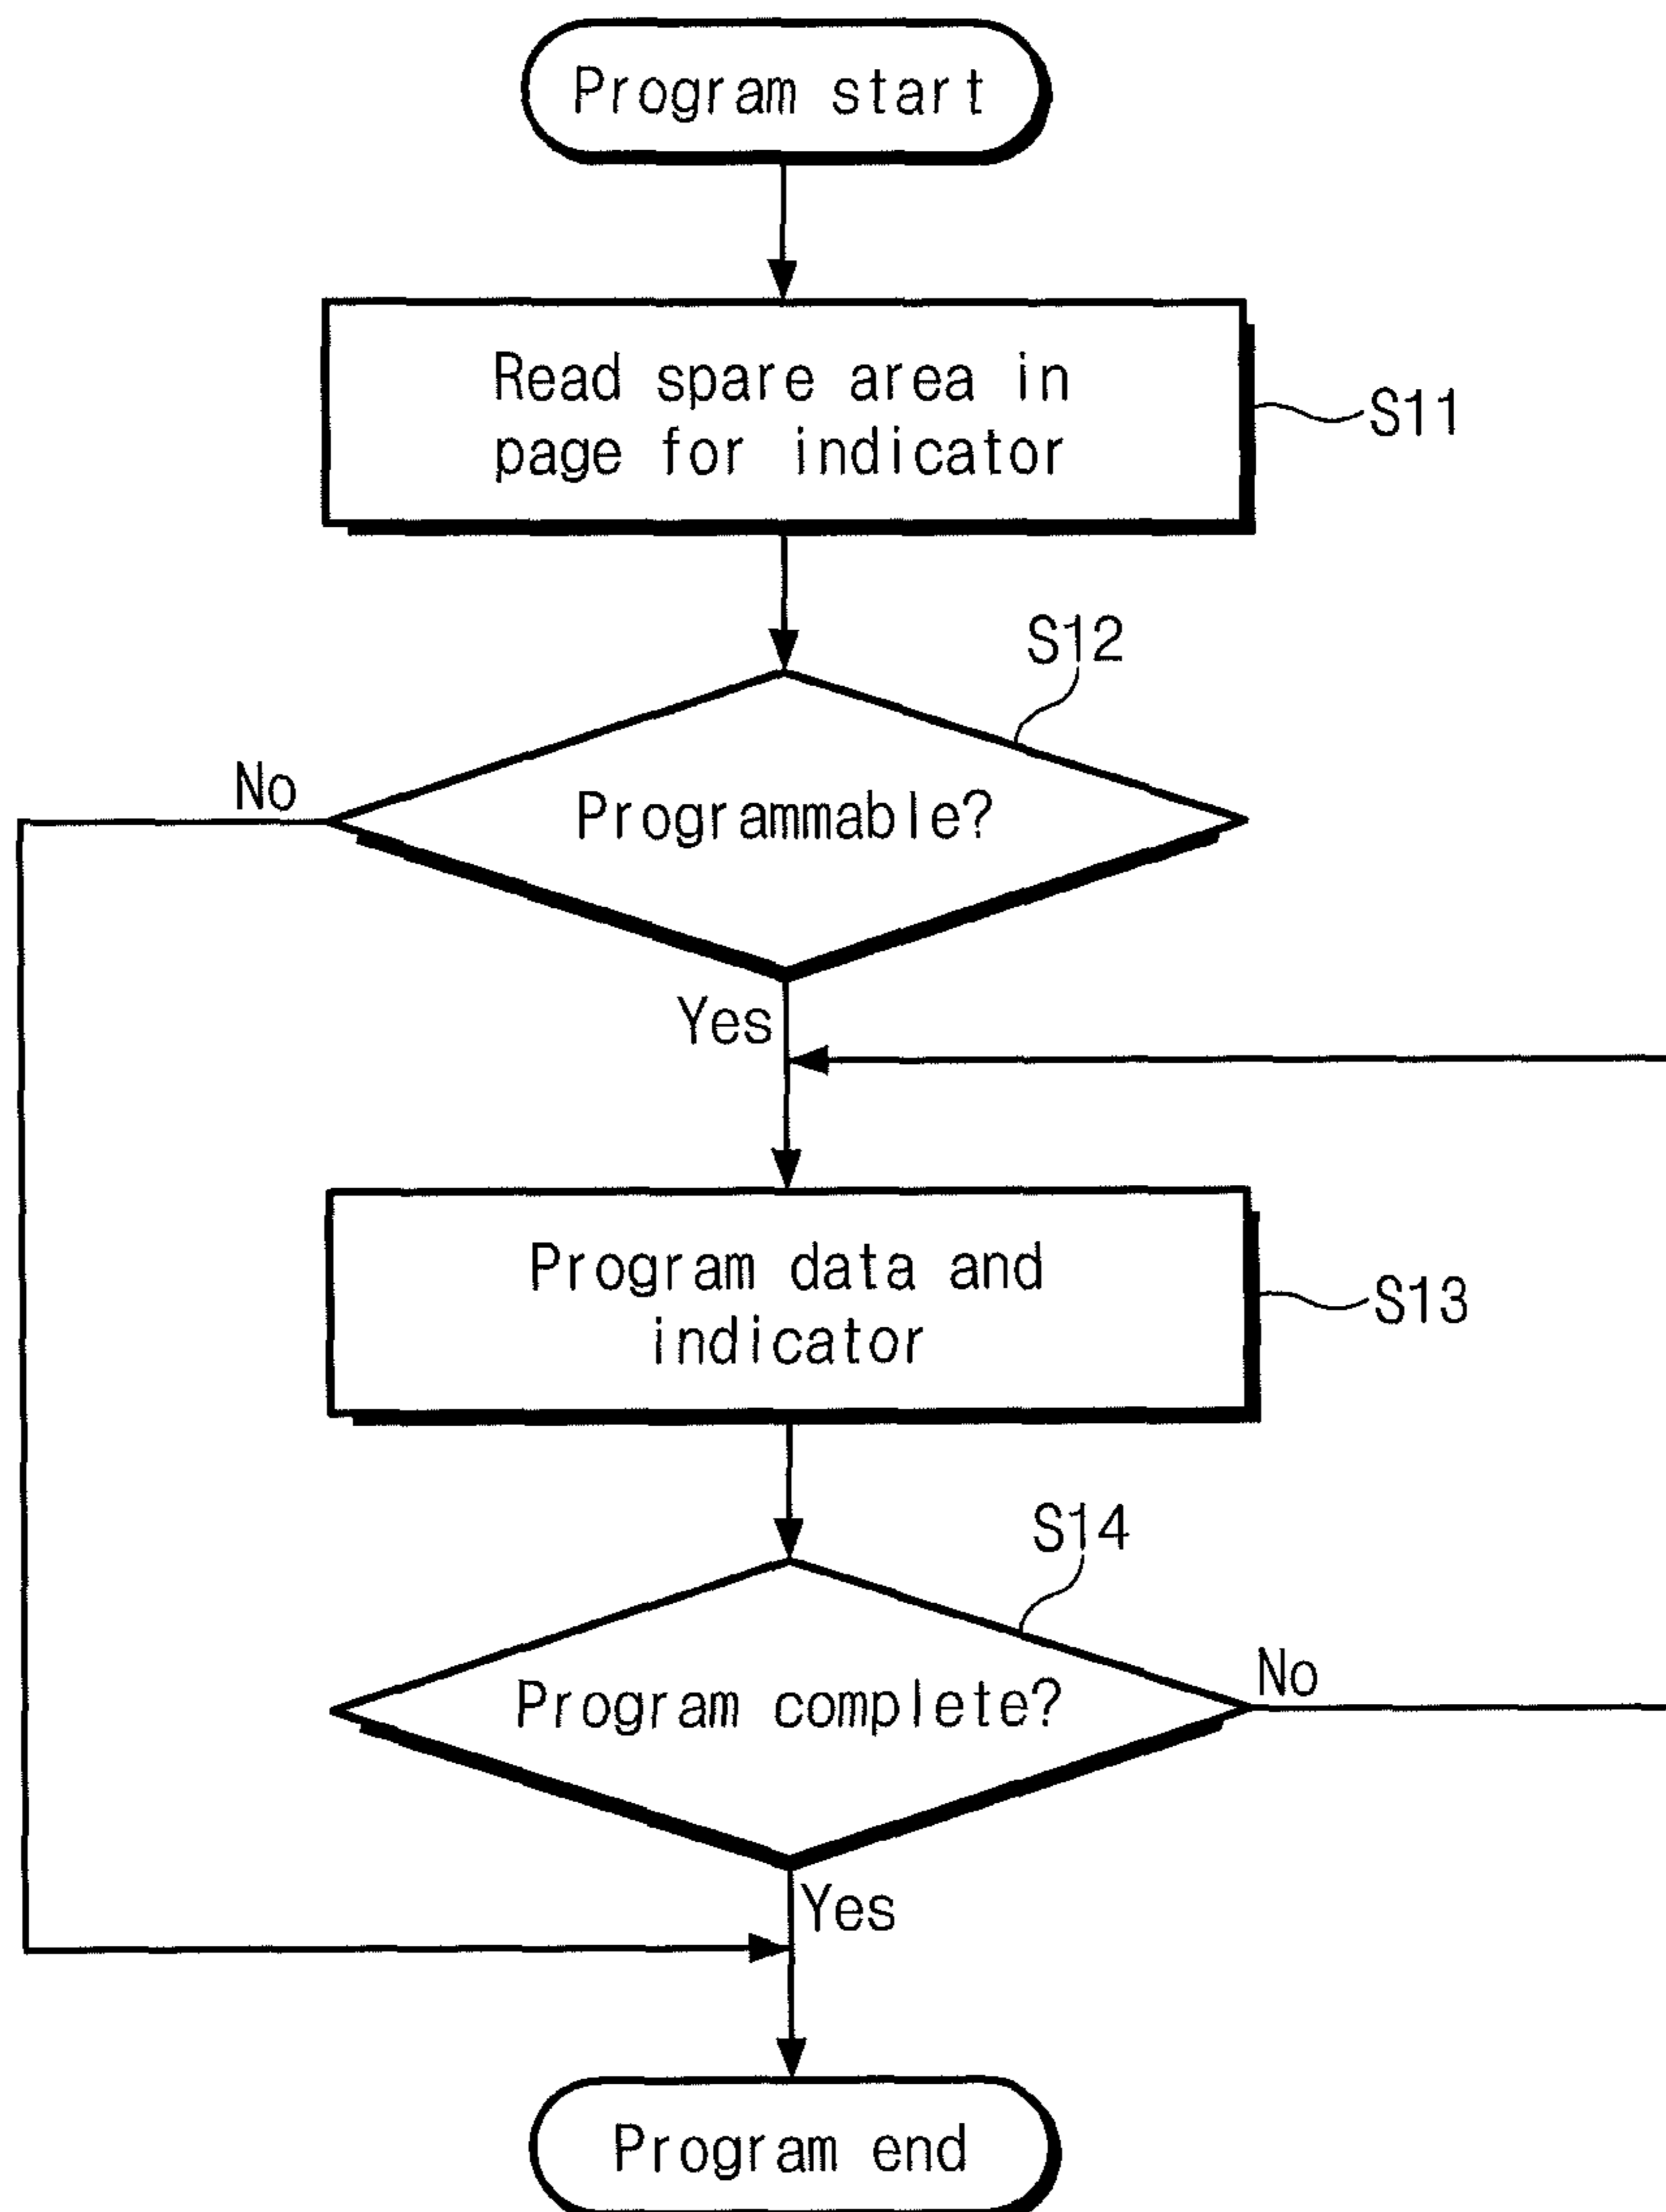 Program start
Read spare area in
page for indicator
S11
S12
Programmable?
No
Yes
Program data and
indicator
S13
S14
Program complete?
No
Yes
Program end